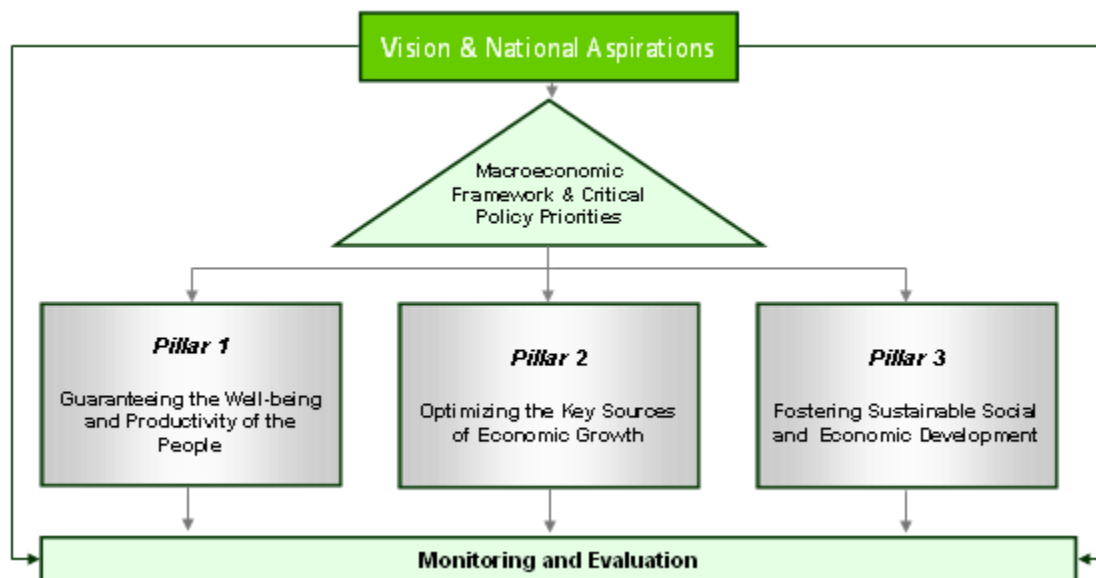 Vision & National Aspirations
Macroeconomic
Framework & Critical
Policy Priorities
Pillar 1
Guaranteeing the Well-being
and Productivity of the
People
Pillar 2
Optimizing the Key Sources
of Economic Growth
Pillar 3
Fostering Sustainable Social
and Economic Development
Monitoring and Evaluation